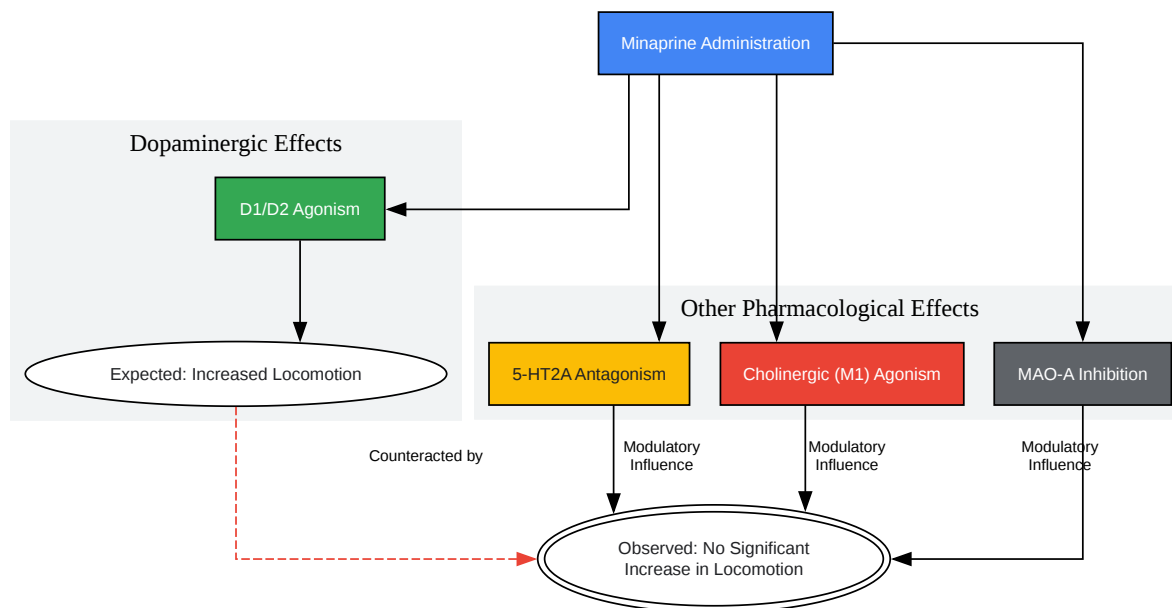 Minaprine Administration
Dopaminergic Effects
D1/D2 Agonism
Other Pharmacological Effects
Expected: Increased Locomotion
5-HT2A Antagonism
Cholinergic (M1) Agonism
MAO-A Inhibition
Counteracted by
Modulatory
Influence
Modulatory
Influence
Modulatory
Influence
Observed: No Significant
Increase in Locomotion